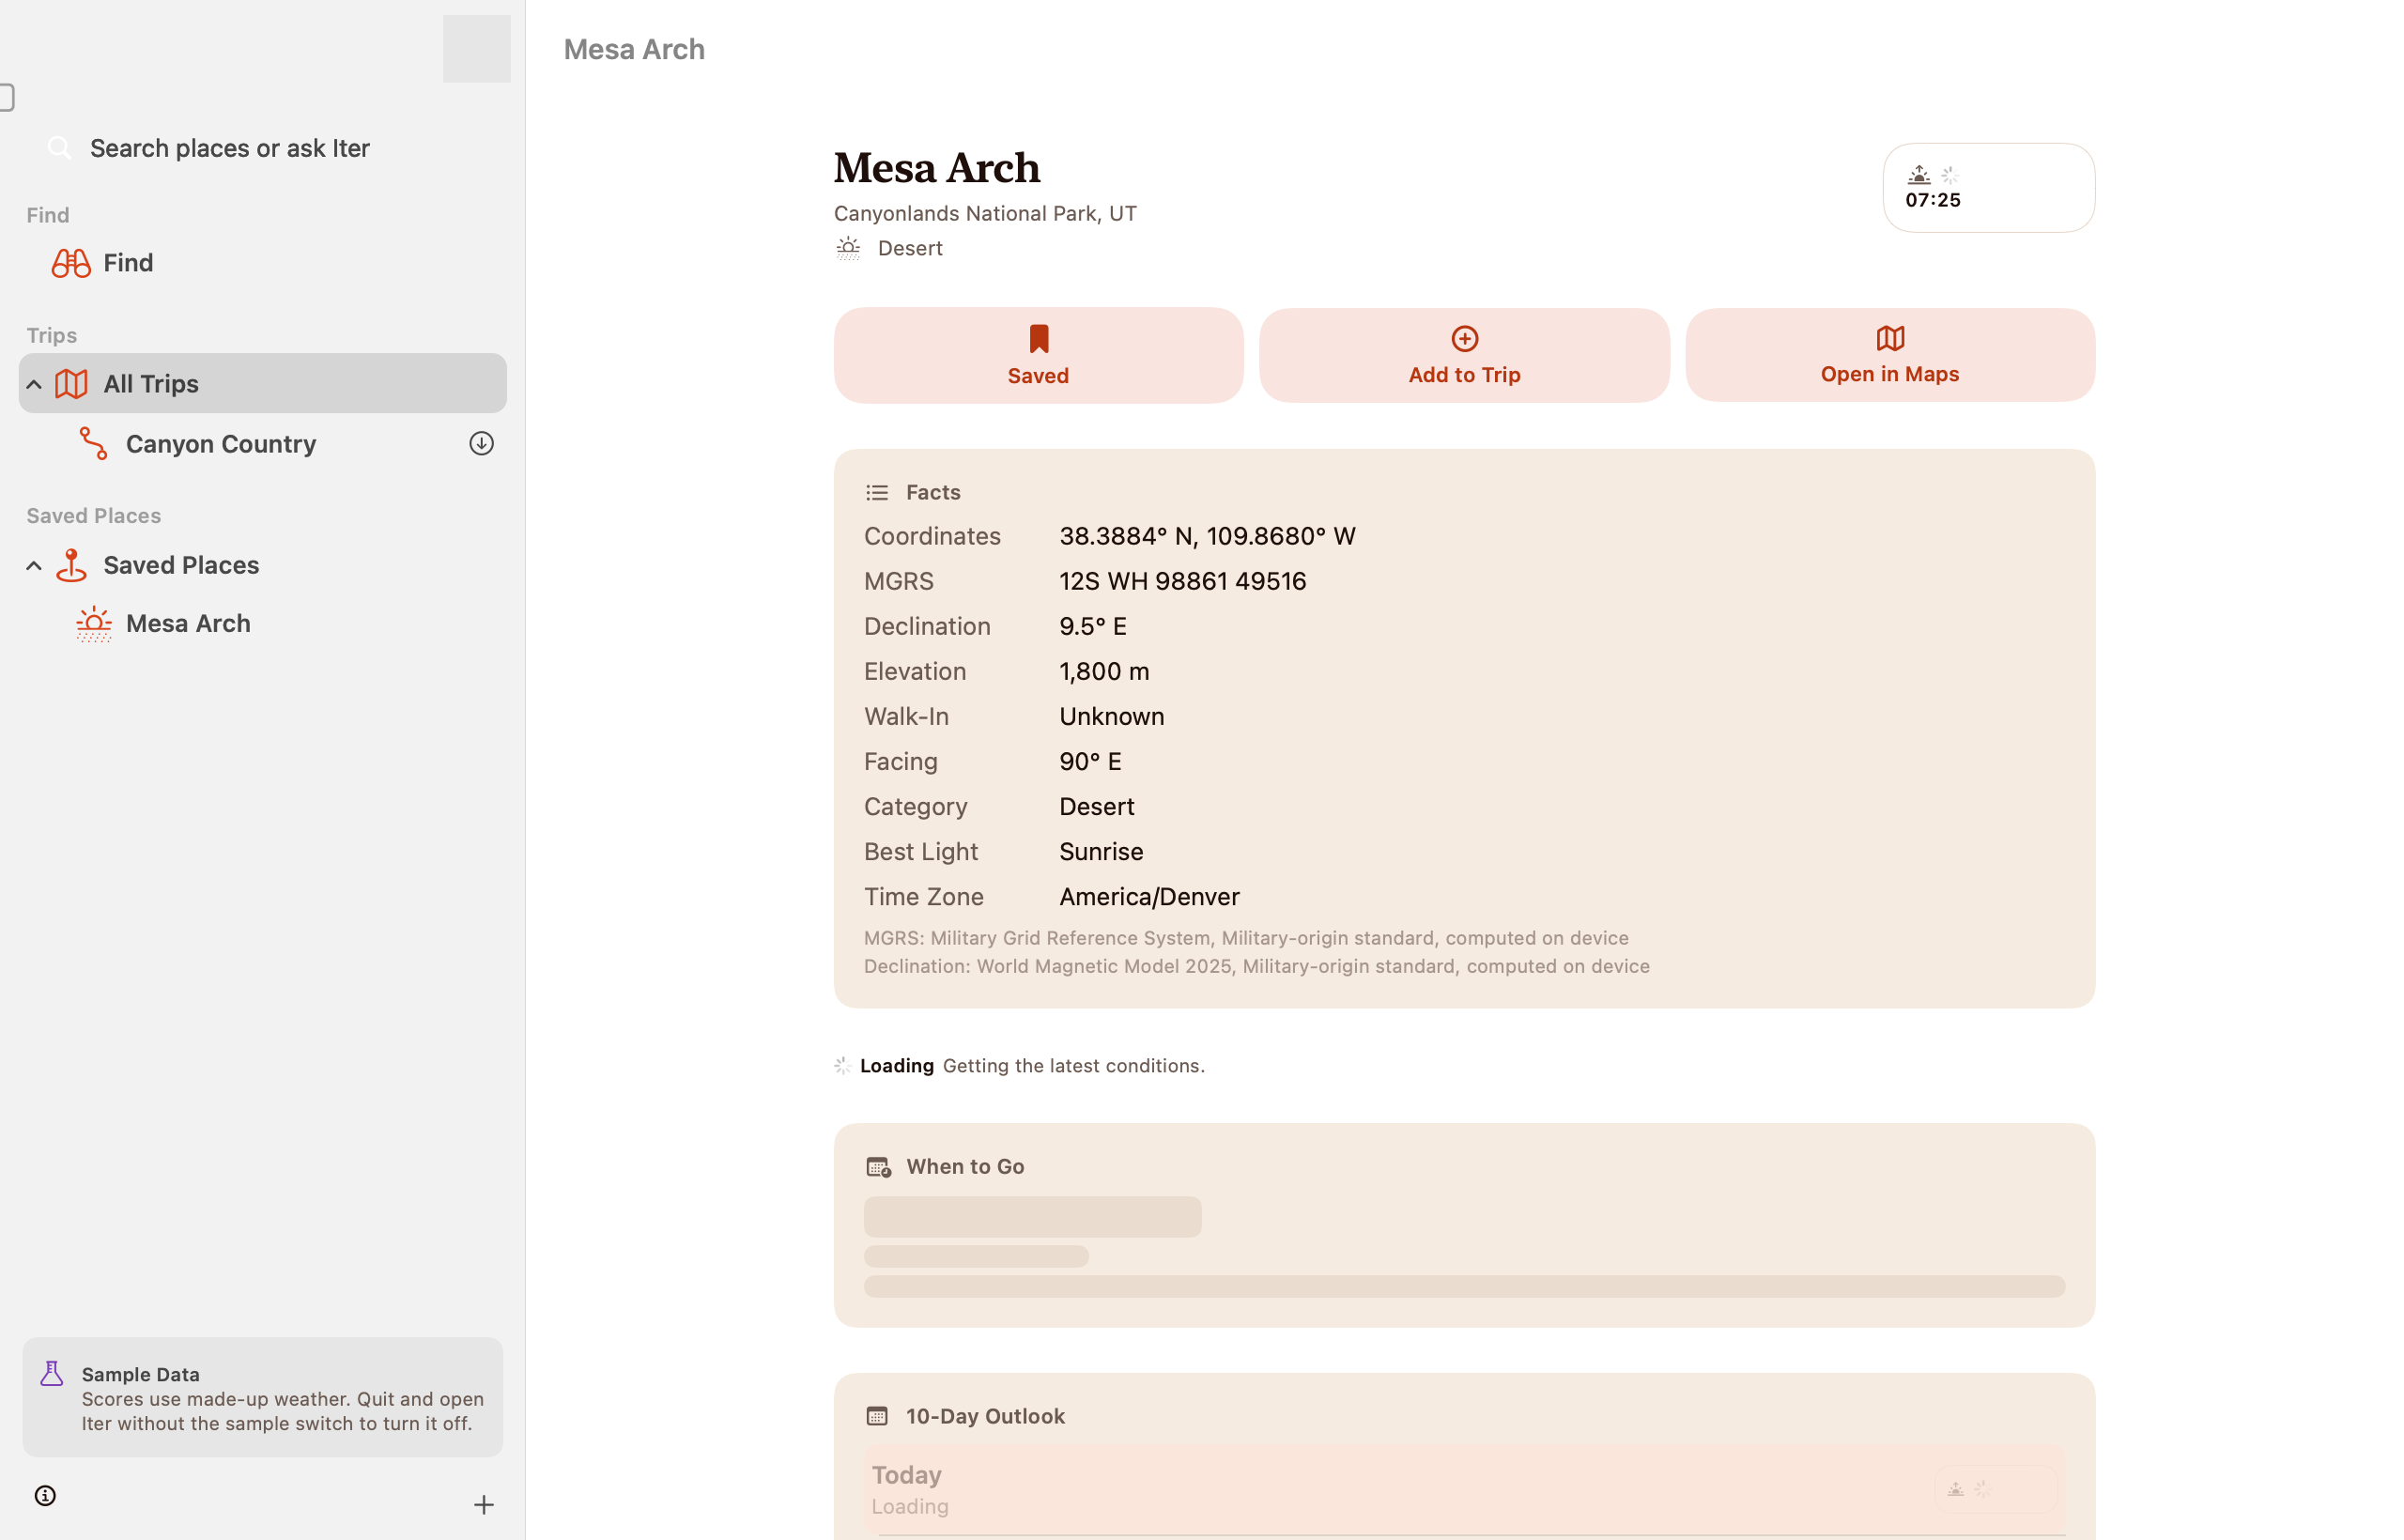 Mesa Arch
Search places or ask Iter
Find
Find
Trips
All Trips
Canyon Country
Saved Places
Saved Places
Mesa Arch
Sample Data
Scores use made-up weather. Quit and open
Iter without the sample switch to turn it off.
Mesa Arch
Canyonlands National Park, UT
Desert
07:25
Saved
Add to Trip
Open in Maps
Facts
Coordinates 38.3884° N, 109.8680° W
MGRS 12S WH 98861 49516
Declination 9.5° E
Elevation 1,800 m
Walk-In Unknown
Facing 90° E
Category Desert
Best Light Sunrise
Time Zone America/Denver
MGRS: Military Grid Reference System, Military-origin standard, computed on device
Declination: World Magnetic Model 2025, Military-origin standard, computed on device
Loading Getting the latest conditions.
When to Go
10-Day Outlook
Today
Loading